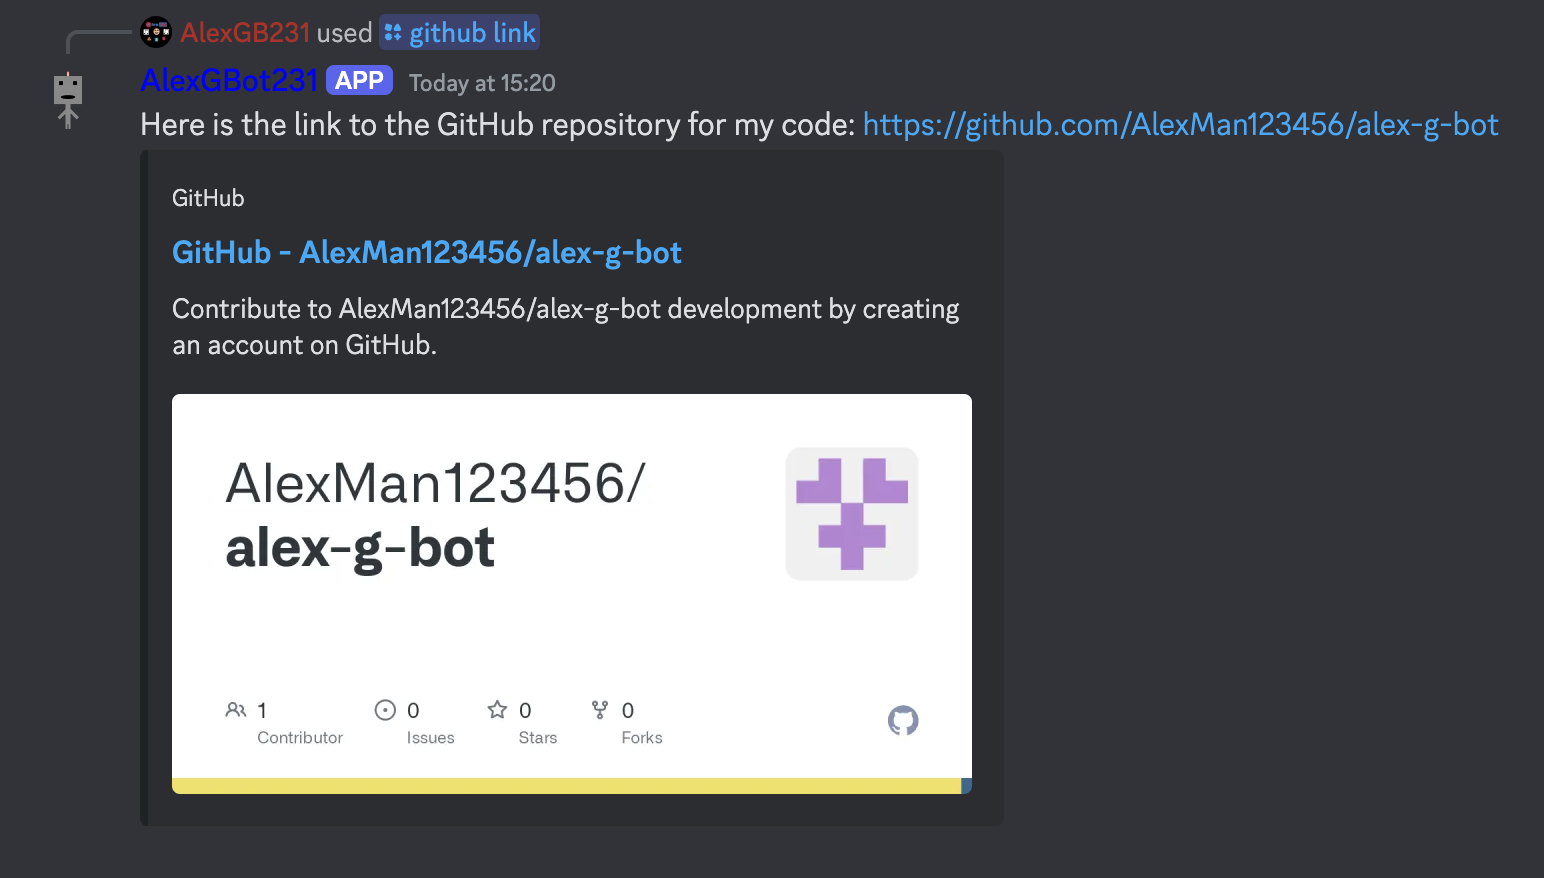 AlexGB231 used github link
AlexGBot231 APP Today at 15:20
Here is the link to the GitHub repository for my code: https://github.com/AlexMan123456/alex-g-bot
GitHub
GitHub - AlexMan123456/alex-g-bot
Contribute to AlexMan123456/alex-g-bot development by creating
an account on GitHub.
AlexMan123456/
alex-g-bot
1 0 0 0
Contributor Issues Stars Forks